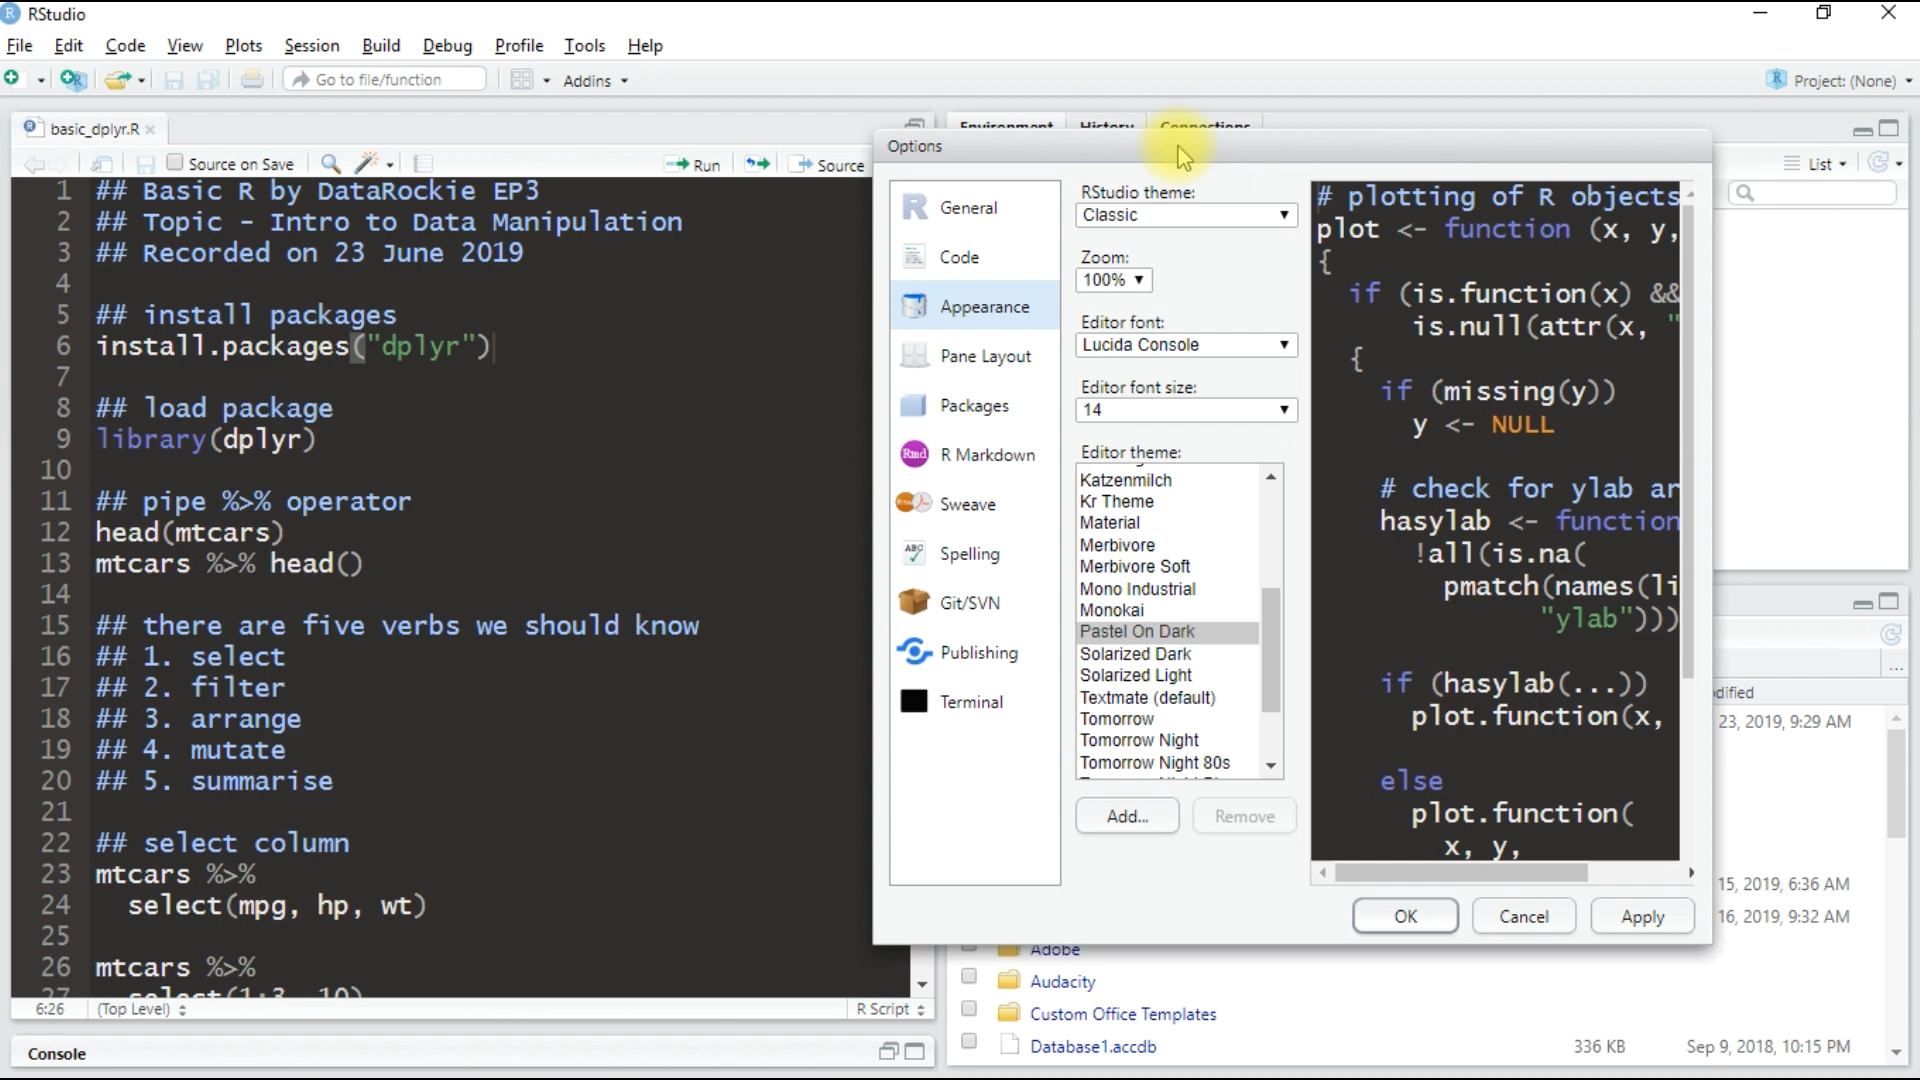 RStudio
File Edit Code View Plots Session Build Debug Profile Tools Help
Go to file/function Addins Project: (None)
basic_dplyr.R
Source on Save Run Source
1 ## Basic R by DataRockie EP3
2 ## Topic - Intro to Data Manipulation
3 ## Recorded on 23 June 2019
4
5 ## install packages
6 install.packages("dplyr")
7
8 ## load package
9 library(dplyr)
10
11 ## pipe %>% operator
12 head(mtcars)
13 mtcars %>% head()
14
15 ## there are five verbs we should know
16 ## 1. select
17 ## 2. filter
18 ## 3. arrange
19 ## 4. mutate
20 ## 5. summarise
21
22 ## select column
23 mtcars %>%
24 select(mpg, hp, wt)
25
26 mtcars %>%
27 select(1:3, 10)
6:26 (Top Level) R Script
Console
Environment History Connections
List
Options
General
Code
Appearance
Pane Layout
Packages
R Markdown
Rmd
Sweave
ABC
Spelling
Git/SVN
Publishing
Terminal
RStudio theme:
Classic
Zoom:
100%
Editor font:
Lucida Console
Editor font size:
14
Editor theme:
Katzenmilch
Kr Theme
Material
Merbivore
Merbivore Soft
Mono Industrial
Monokai
Pastel On Dark
Solarized Dark
Solarized Light
Textmate (default)
Tomorrow
Tomorrow Night
Tomorrow Night 80s
Add... Remove
# plotting of R objects
plot <- function (x, y,
{
if (is.function(x) &&
is.null(attr(x, "
{
if (missing(y))
y <- NULL
# check for ylab ar
hasylab <- function
!all(is.na(
pmatch(names(li
"ylab")))
if (hasylab(...))
plot.function(x,
else
plot.function(
x, y,
OK Cancel Apply
...
dified
23, 2019, 9:29 AM
15, 2019, 6:36 AM
16, 2019, 9:32 AM
Adobe
Audacity
Custom Office Templates
Database1.accdb 336 KB Sep 9, 2018, 10:15 PM